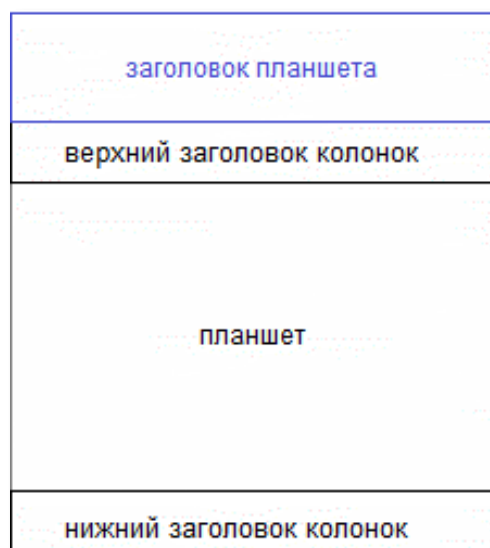 заголовок планшета
верхний заголовок колонок
планшет
нижний заголовок колонок